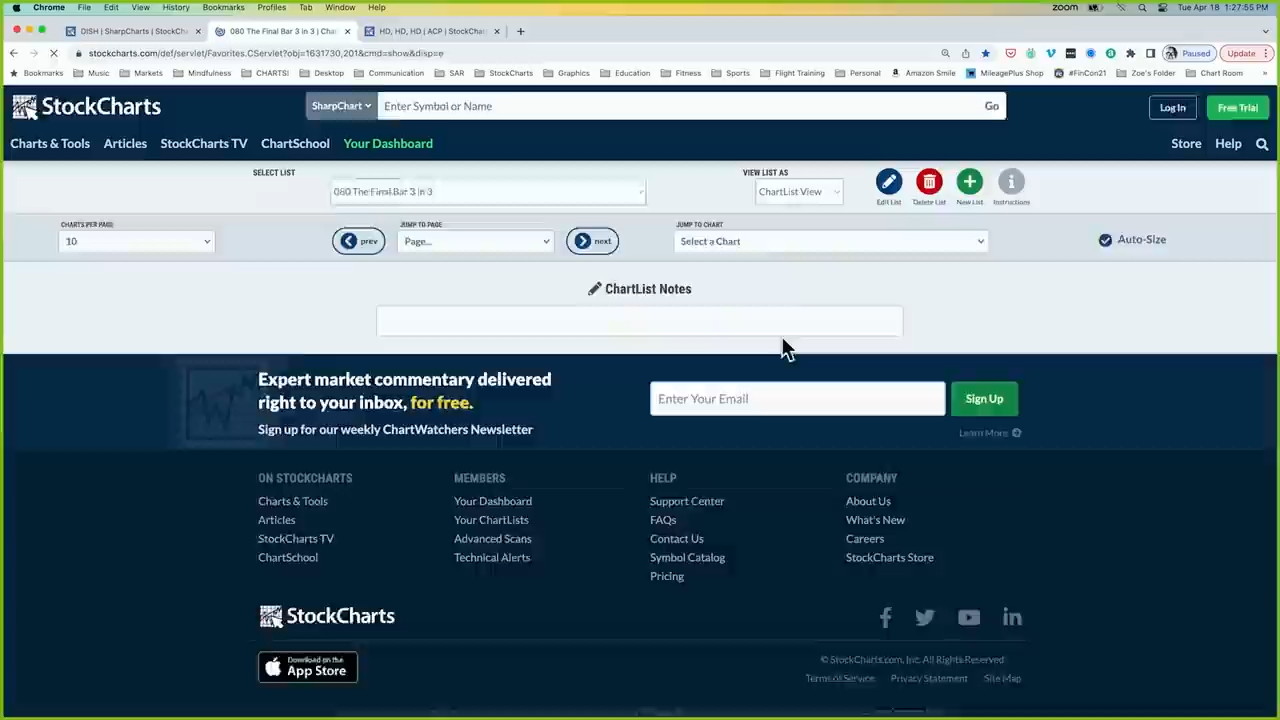 Chrome File Edit View History Bookmarks Profiles Tab Window Help zoom Tue Apr 18 1:27:55 PM
DISH | SharpCharts | StockCha 080 The Final Bar 3 in 3 | Cha HD, HD, HD | ACP | StockChar
stockcharts.com/def/servlet/Favorites.CServlet?obj=1631730,201&cmd=show&disp=e Paused Update
Bookmarks Music Markets Mindfulness CHARTS! Desktop Communication SAR StockCharts Graphics Education Fitness Sports Flight Training Personal Amazon Smile MileagePlus Shop #FinCon21 Zoe's Folder Chart Room
StockCharts SharpChart Enter Symbol or Name Go Log In Free Trial
Charts & Tools Articles StockCharts TV ChartSchool Your Dashboard Store Help
SELECT LIST VIEW LIST AS
080 The Final Bar 3 in 3 ChartList View
Edit List Delete List New List Instructions
CHARTS PER PAGE JUMP TO PAGE JUMP TO CHART
10 prev Page... next Select a Chart Auto-Size
ChartList Notes
Expert market commentary delivered
right to your inbox, for free.
Sign up for our weekly ChartWatchers Newsletter
Enter Your Email Sign Up
Learn More
ON STOCKCHARTS MEMBERS HELP COMPANY
Charts & Tools Your Dashboard Support Center About Us
Articles Your ChartLists FAQs What's New
StockCharts TV Advanced Scans Contact Us Careers
ChartSchool Technical Alerts Symbol Catalog StockCharts Store
Pricing
StockCharts
Download on the
App Store
© StockCharts.com, Inc. All Rights Reserved
Terms of Service Privacy Statement Site Map